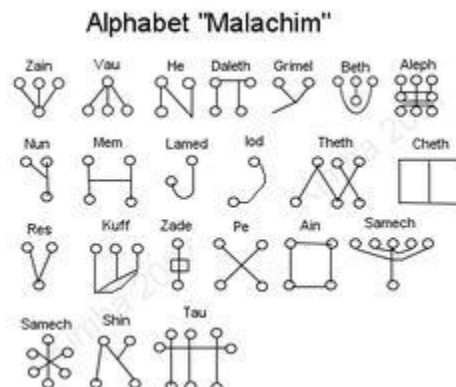 Alphabet "Malachim"
Zain Vau He Daleth Grimel Beth Aleph
Nun Mem Lamed Iod Theth Cheth
Res Kuff Zade Pe Ain Samech
Samech Shin Tau